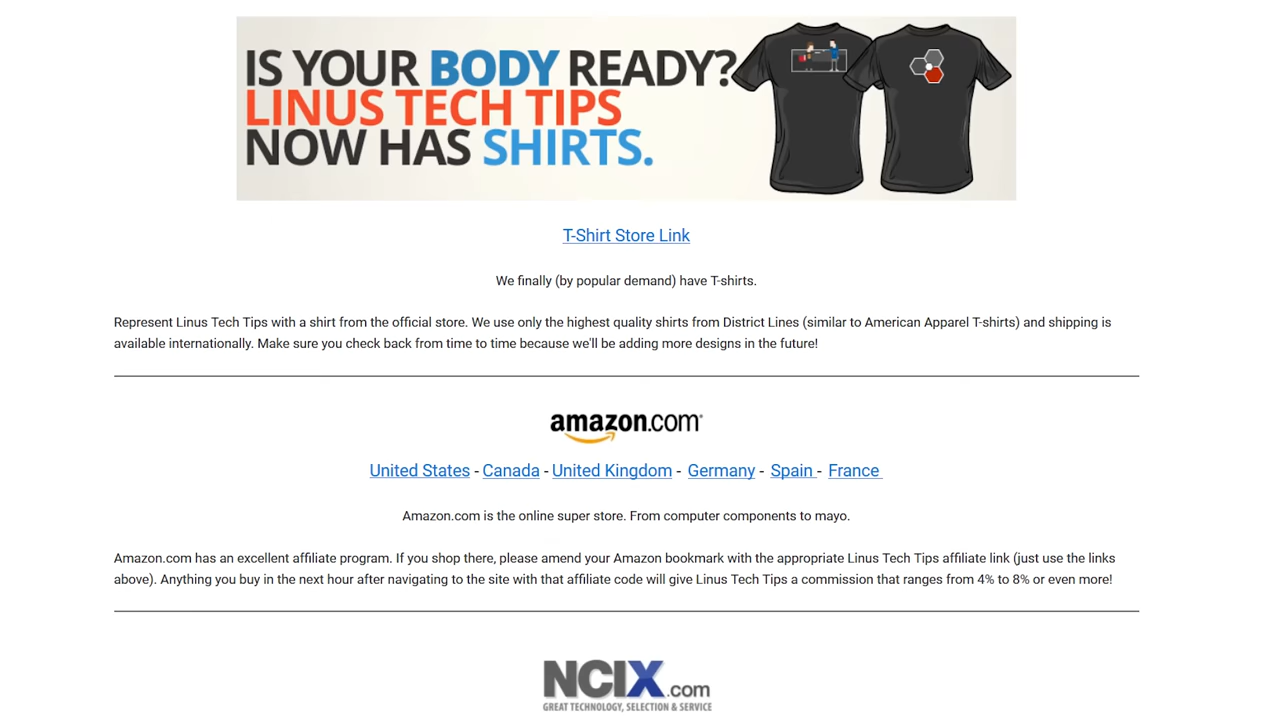 IS YOUR BODY READY?
LINUS TECH TIPS
NOW HAS SHIRTS.
T-Shirt Store Link
We finally (by popular demand) have T-shirts.
Represent Linus Tech Tips with a shirt from the official store. We use only the highest quality shirts from District Lines (similar to American Apparel T-shirts) and shipping is
available internationally. Make sure you check back from time to time because we'll be adding more designs in the future!
amazon.com
United States - Canada - United Kingdom - Germany - Spain - France
Amazon.com is the online super store. From computer components to mayo.
Amazon.com has an excellent affiliate program. If you shop there, please amend your Amazon bookmark with the appropriate Linus Tech Tips affiliate link (just use the links
above). Anything you buy in the next hour after navigating to the site with that affiliate code will give Linus Tech Tips a commission that ranges from 4% to 8% or even more!
NCIX.com
GREAT TECHNOLOGY, SELECTION & SERVICE